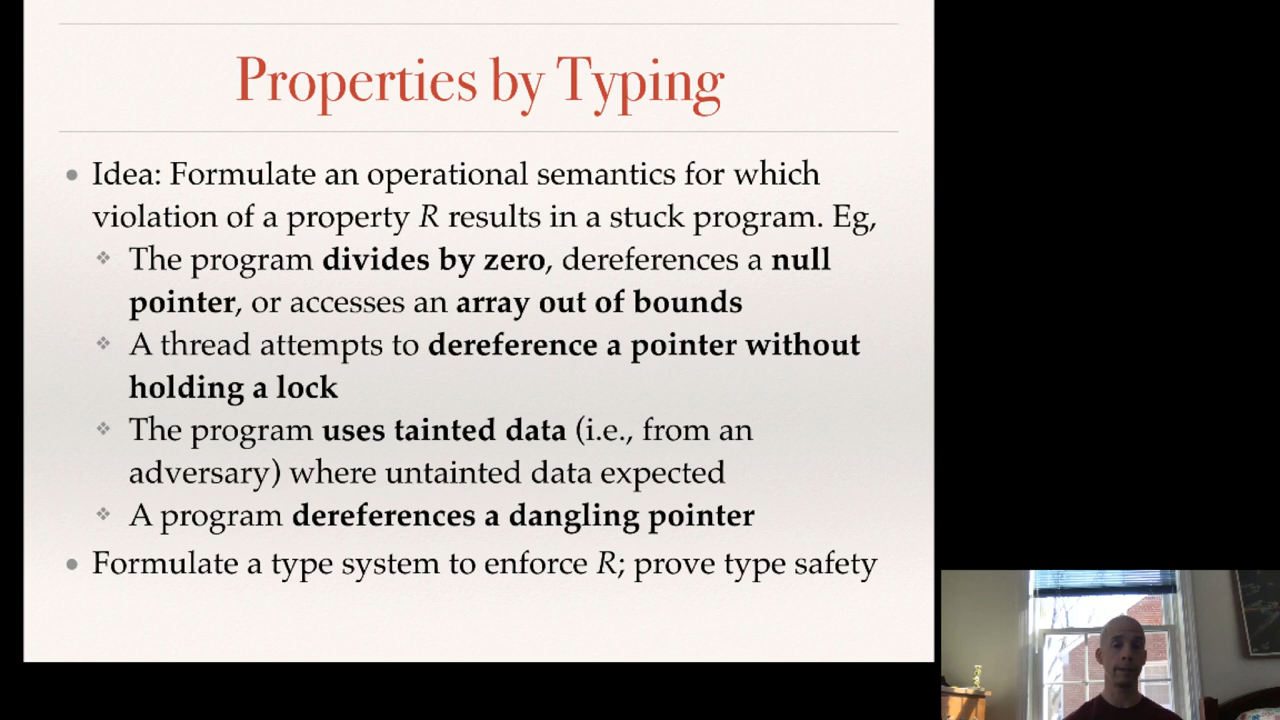 Properties by Typing
• Idea: Formulate an operational semantics for which
violation of a property R results in a stuck program. Eg,
❖ The program divides by zero, dereferences a null
pointer, or accesses an array out of bounds
❖ A thread attempts to dereference a pointer without
holding a lock
❖ The program uses tainted data (i.e., from an
adversary) where untainted data expected
❖ A program dereferences a dangling pointer
• Formulate a type system to enforce R; prove type safety